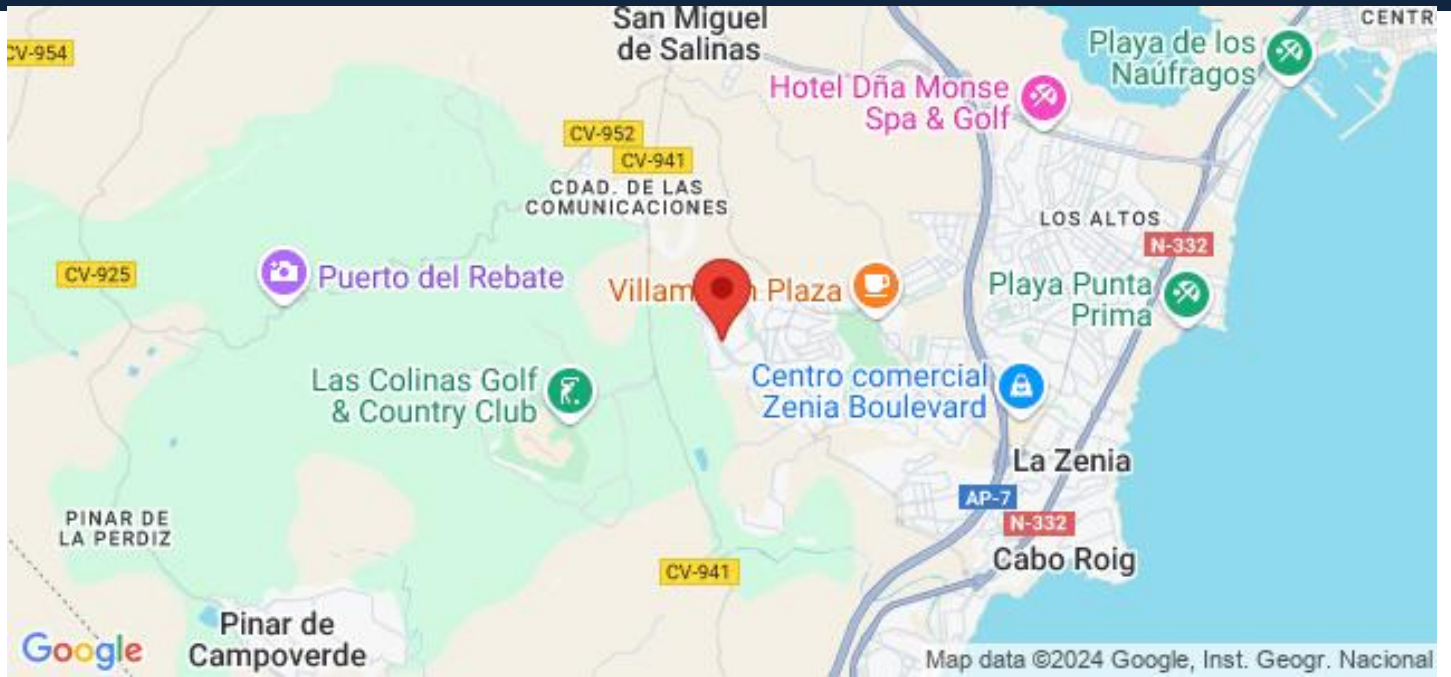 San Miguel
de Salinas
CENTR
CV-954
Playa de los
Naúfragos
Hotel Dña Monse
Spa & Golf
CV-952
CV-941
CDAD. DE LAS
COMUNICACIONES
LOS ALTOS
N-332
CV-925
Puerto del Rebate
Villam n Plaza
Playa Punta
Prima
Las Colinas Golf
& Country Club
Centro comercial
Zenia Boulevard
La Zenia
AP-7
N-332
PINAR DE
LA PERDIZ
Cabo Roig
CV-941
Pinar de
Campoverde
Google
Map data ©2024 Google, Inst. Geogr. Nacional